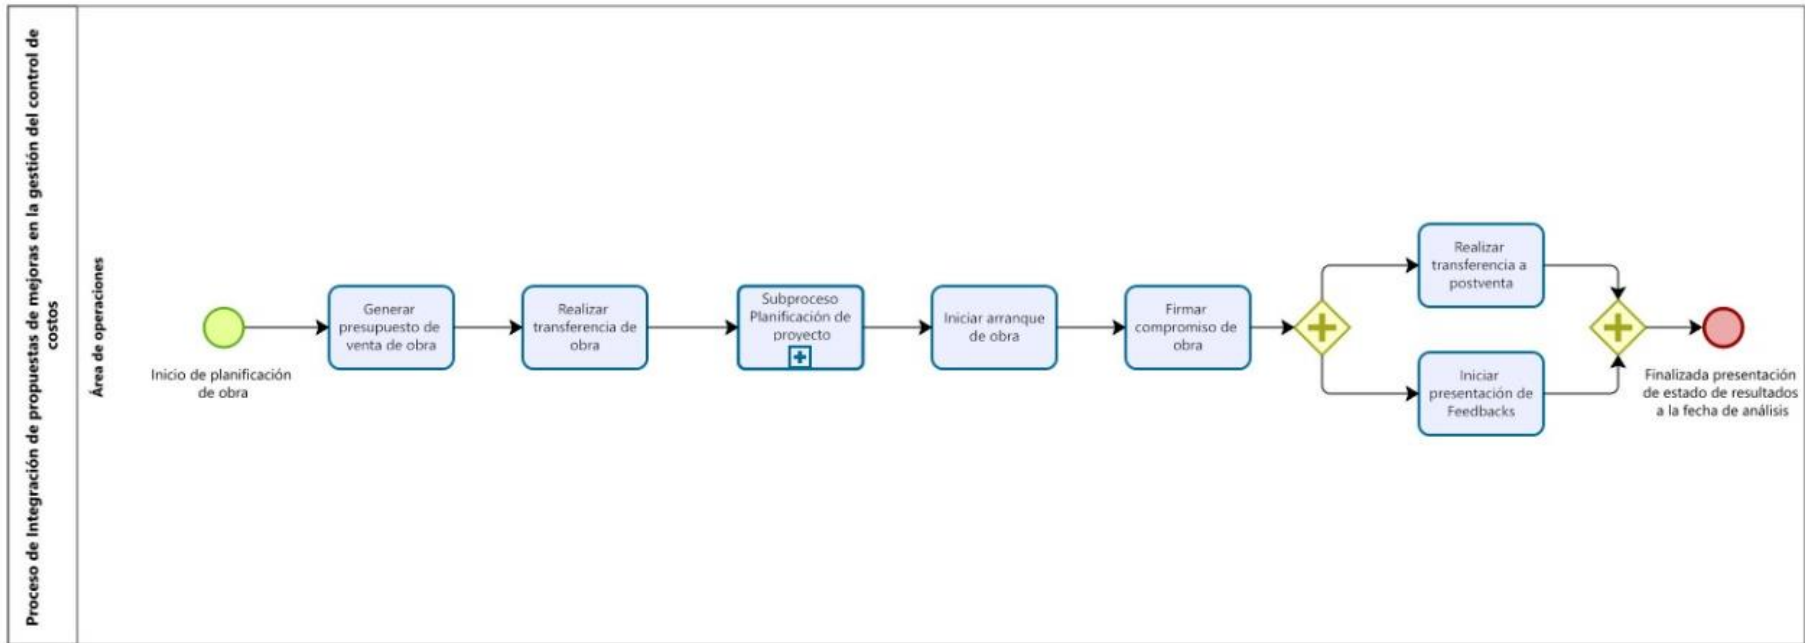 Proceso de Integración de propuestas de mejoras en la gestión del control de
costos
Área de operaciones
Inicio de planificación
de obra
Generar
presupuesto de
venta de obra
Realizar
transferencia de
obra
Subproceso
Planificación de
proyecto
Iniciar arranque
de obra
Firmar
compromiso de
obra
Realizar
transferencia a
postventa
Iniciar
presentación de
Feedbacks
Finalizada presentación
de estado de resultados
a la fecha de análisis